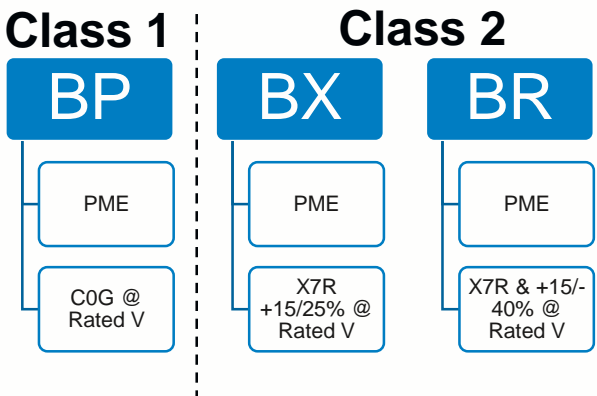 Class 1
Class 2
BP
BX
BR
PME
PME
PME
C0G @
Rated V
X7R
+15/25% @
Rated V
X7R & +15/-
40% @
Rated V